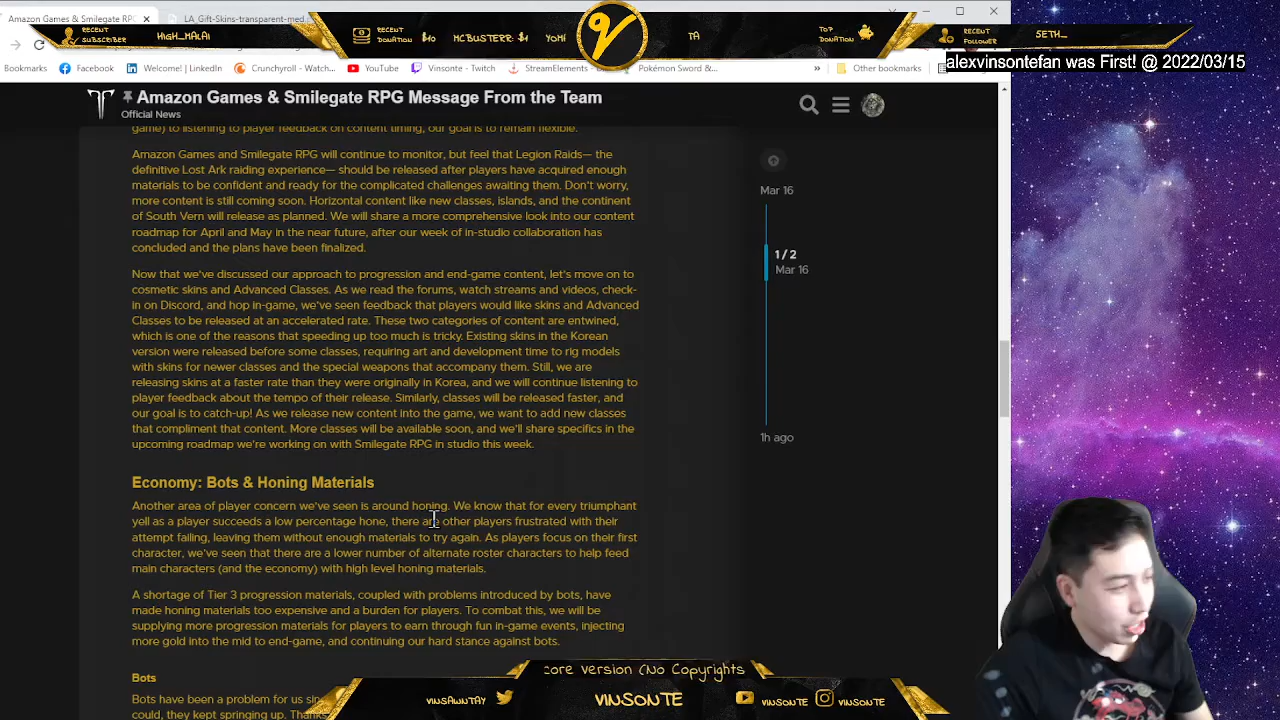 Amazon Games & Smilegate RPG
LA_Gift-Skins-transparent-med.
RECENT SUBSCRIBER
HIGH_MALAI
RECENT DONATION
$10
MCBUSTERR: $4
YOMI
TA
TOP DONATION
RECENT FOLLOWER
SETH_
alexvinsontefan was First! @ 2022/03/15
Bookmarks
Facebook
Welcome! | LinkedIn
Crunchyroll - Watch...
YouTube
Vinsonte - Twitch
StreamElements -
Pokémon Sword &...
»
Other bookmarks
Amazon Games & Smilegate RPG Message From the Team
Official News
game) to listening to player feedback on content timing, our goal is to remain flexible.
Amazon Games and Smilegate RPG will continue to monitor, but feel that Legion Raids— the
definitive Lost Ark raiding experience— should be released after players have acquired enough
materials to be confident and ready for the complicated challenges awaiting them. Don't worry,
more content is still coming soon. Horizontal content like new classes, islands, and the continent
of South Vern will release as planned. We will share a more comprehensive look into our content
roadmap for April and May in the near future, after our week of in-studio collaboration has
concluded and the plans have been finalized.
Now that we've discussed our approach to progression and end-game content, let's move on to
cosmetic skins and Advanced Classes. As we read the forums, watch streams and videos, check-
in on Discord, and hop in-game, we've seen feedback that players would like skins and Advanced
Classes to be released at an accelerated rate. These two categories of content are entwined,
which is one of the reasons that speeding up too much is tricky. Existing skins in the Korean
version were released before some classes, requiring art and development time to rig models
with skins for newer classes and the special weapons that accompany them. Still, we are
releasing skins at a faster rate than they were originally in Korea, and we will continue listening to
player feedback about the tempo of their release. Similarly, classes will be released faster, and
our goal is to catch-up! As we release new content into the game, we want to add new classes
that compliment that content. More classes will be available soon, and we'll share specifics in the
upcoming roadmap we're working on with Smilegate RPG in studio this week.
Economy: Bots & Honing Materials
Another area of player concern we've seen is around honing. We know that for every triumphant
yell as a player succeeds a low percentage hone, there are other players frustrated with their
attempt failing, leaving them without enough materials to try again. As players focus on their first
character, we've seen that there are a lower number of alternate roster characters to help feed
main characters (and the economy) with high level honing materials.
A shortage of Tier 3 progression materials, coupled with problems introduced by bots, have
made honing materials too expensive and a burden for players. To combat this, we will be
supplying more progression materials for players to earn through fun in-game events, injecting
more gold into the mid to end-game, and continuing our hard stance against bots.
Bots
Bots have been a problem for us
could, they kept springing up.
Mar 16
1 / 2
Mar 16
1h ago
core Version (No Copyrights
VINSAWNTAY
VINSONTE
VINSONTE
VINSONTE